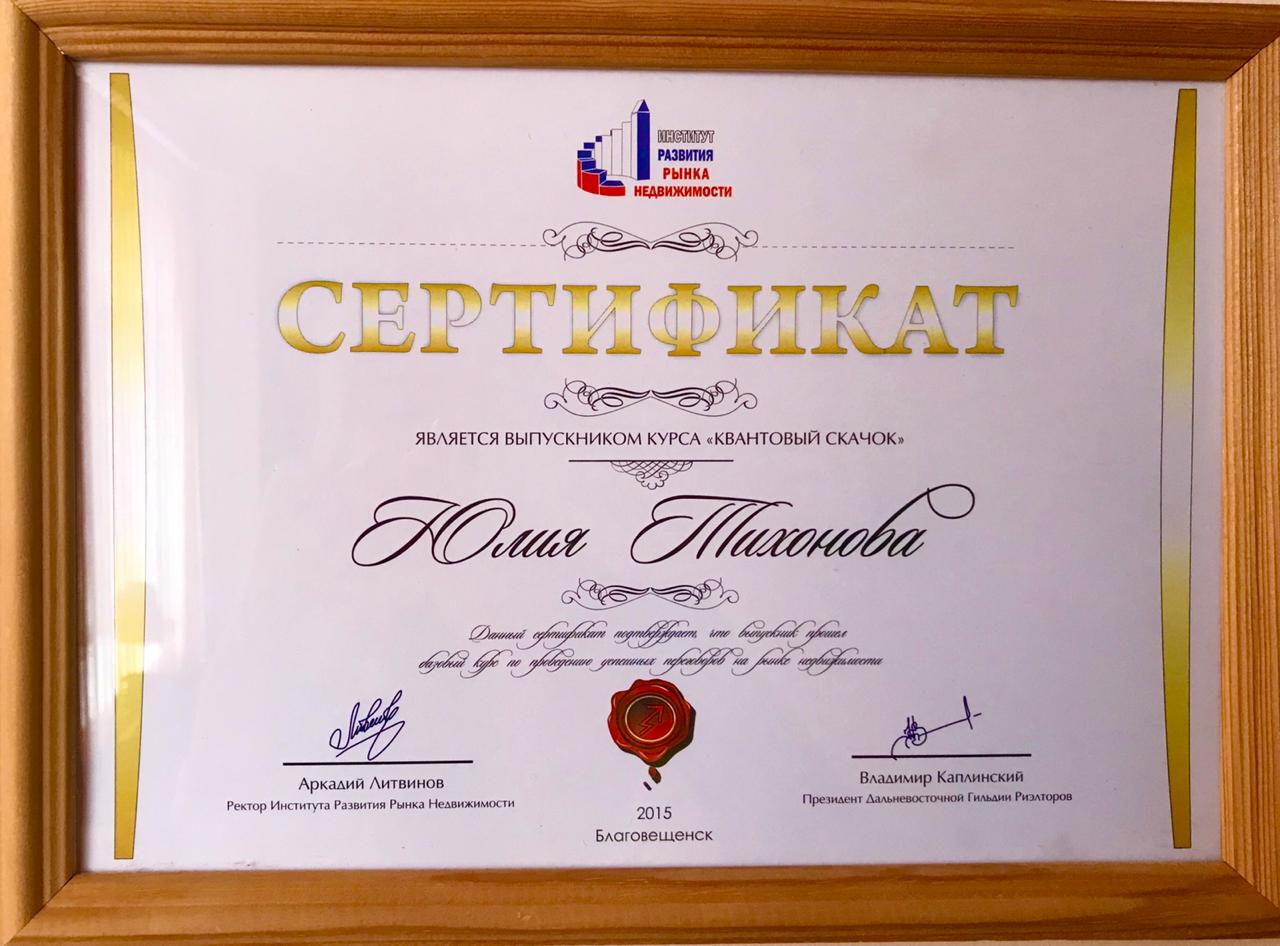 ИНСТИТУТ
РАЗВИТИЯ
РЫНКА
НЕДВИЖИМОСТИ
СЕРТИФИКАТ
ЯВЛЯЕТСЯ ВЫПУСКНИКОМ КУРСА «КВАНТОВЫЙ СКАЧОК»
Юлия Тихонова
Данный сертификат подтверждает, что выпускник прошел
базовый курс по проведению успешных переговоров на рынке недвижимости
Литвинов
Аркадий Литвинов
Ректор Института Развития Рынка Недвижимости
Владимир Каплинский
Президент Дальневосточной Гильдии Риэлторов
2015
Благовещенск